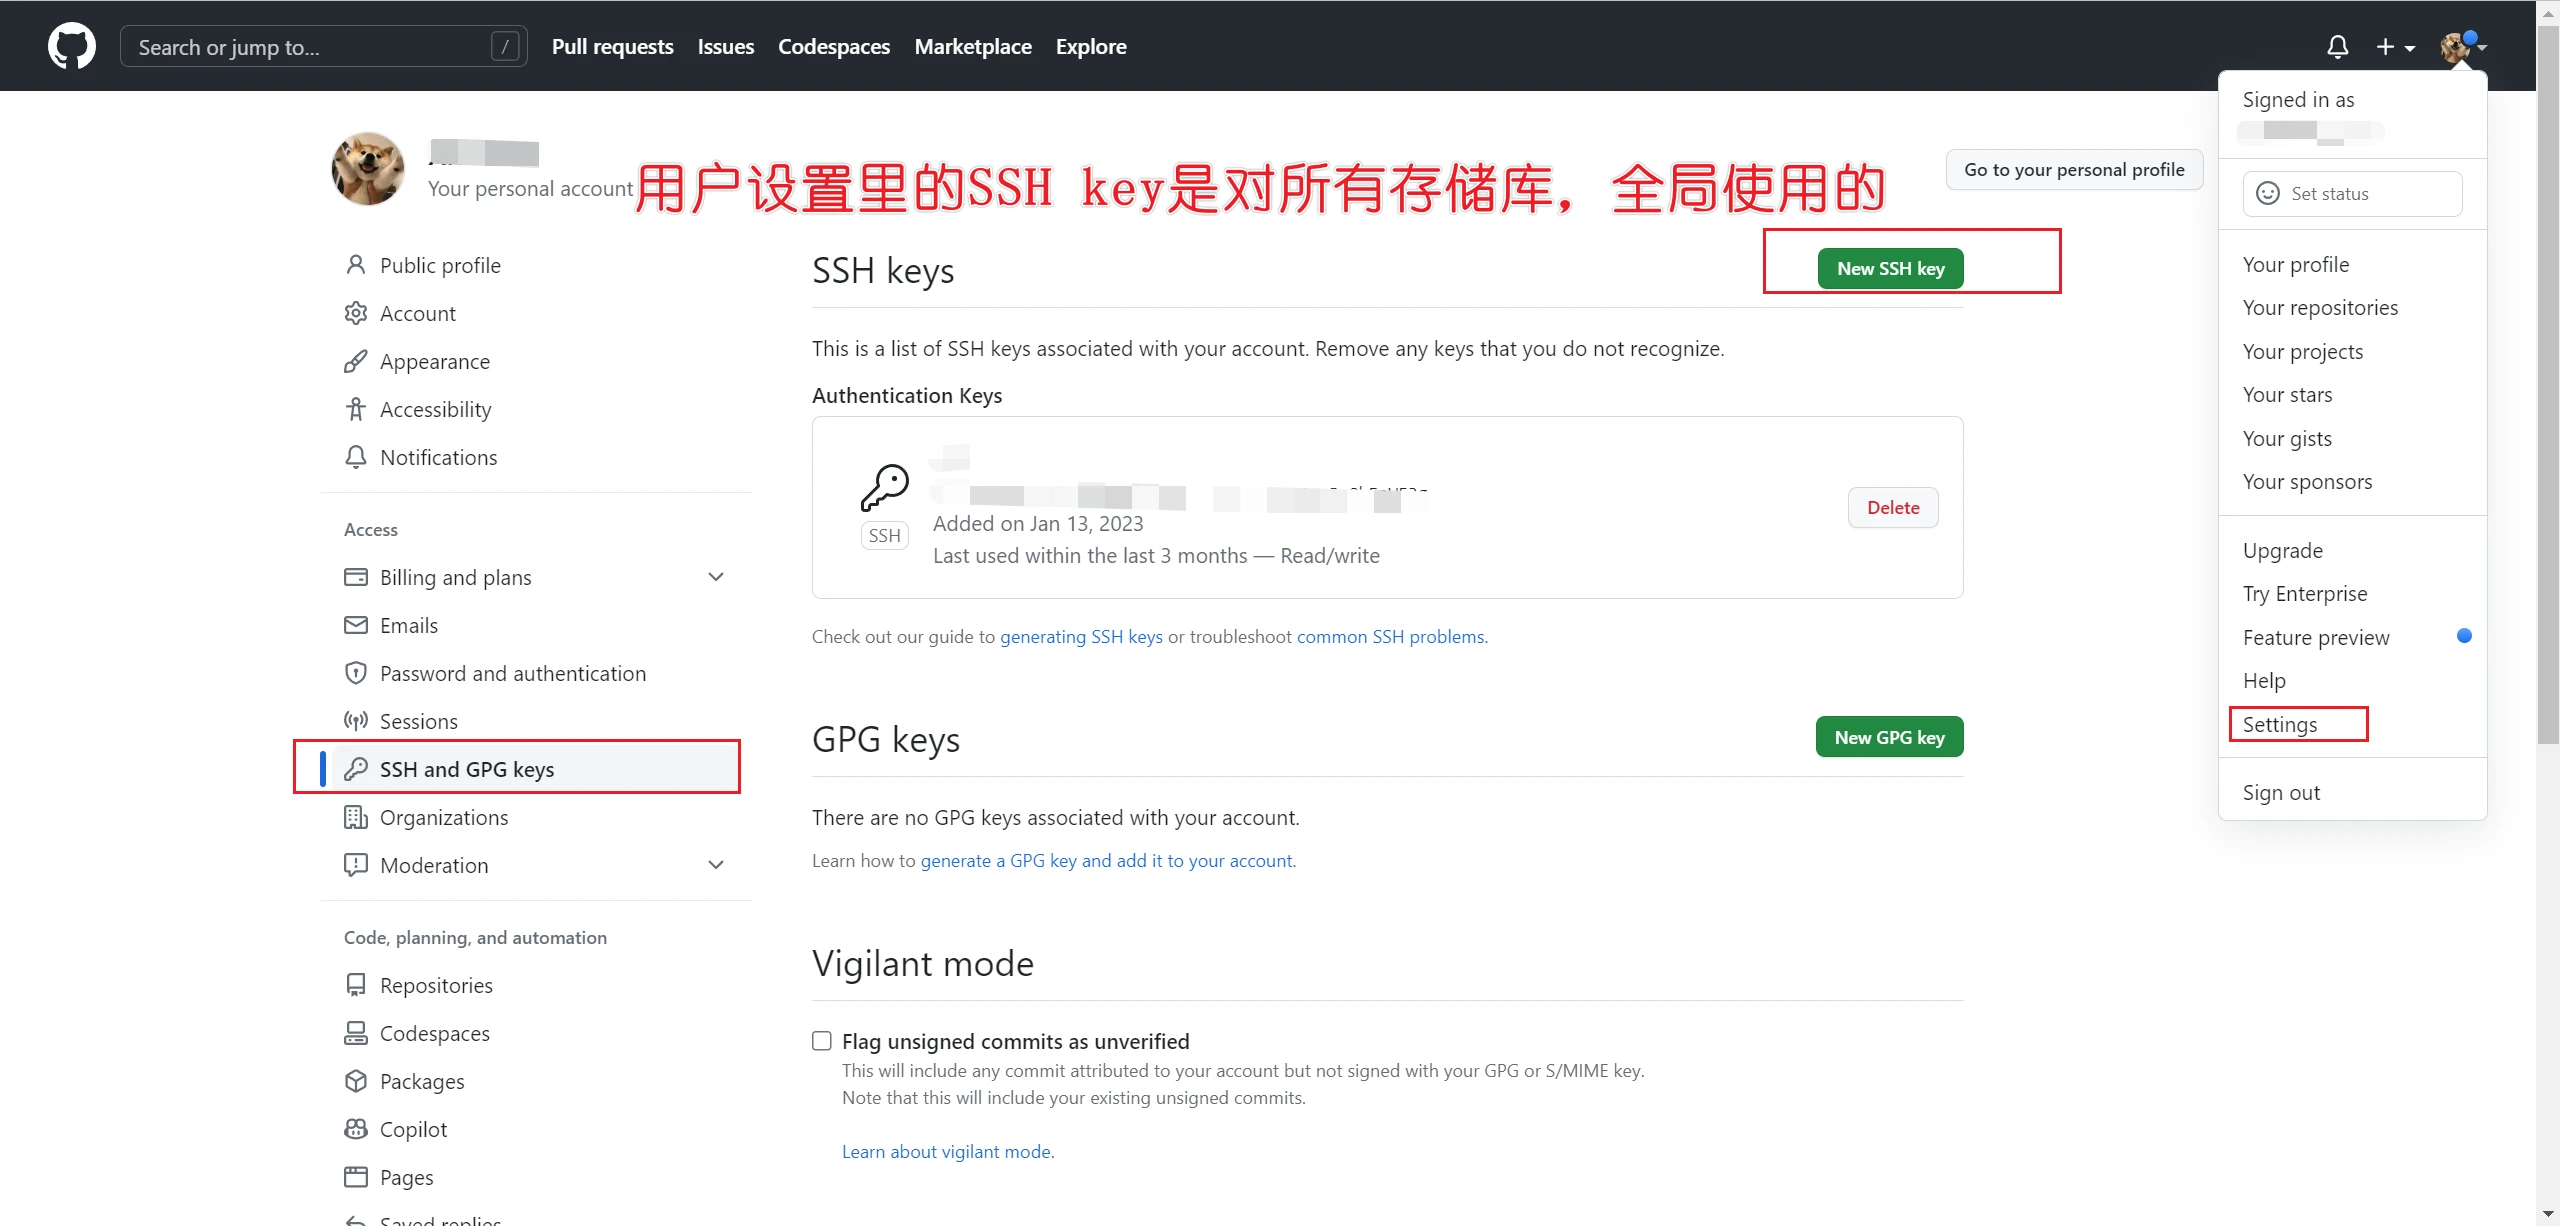 Search or jump to... /
Pull requests
Issues
Codespaces
Marketplace
Explore
Your personal account
用户设置里的SSH key是对所有存储库，全局使用的
Go to your personal profile
Public profile
Account
Appearance
Accessibility
Notifications
Access
Billing and plans
Emails
Password and authentication
Sessions
SSH and GPG keys
Organizations
Moderation
Code, planning, and automation
Repositories
Codespaces
Packages
Copilot
Pages
Saved replies
SSH keys
New SSH key
This is a list of SSH keys associated with your account. Remove any keys that you do not recognize.
Authentication Keys
SSH
Added on Jan 13, 2023
Last used within the last 3 months — Read/write
Delete
Check out our guide to generating SSH keys or troubleshoot common SSH problems.
GPG keys
New GPG key
There are no GPG keys associated with your account.
Learn how to generate a GPG key and add it to your account.
Vigilant mode
Flag unsigned commits as unverified
This will include any commit attributed to your account but not signed with your GPG or S/MIME key.
Note that this will include your existing unsigned commits.
Learn about vigilant mode.
Signed in as
Set status
Your profile
Your repositories
Your projects
Your stars
Your gists
Your sponsors
Upgrade
Try Enterprise
Feature preview
Help
Settings
Sign out